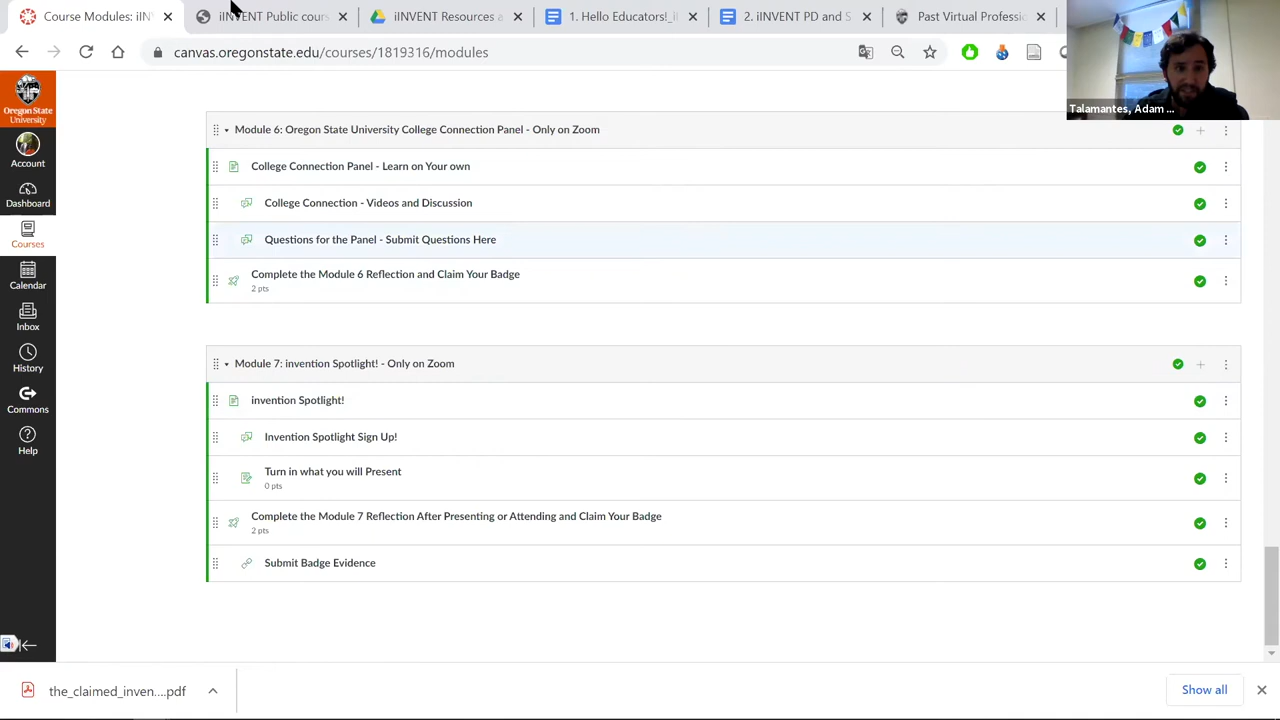 Course Modules: iIN
iINVENT Public cours
iINVENT Resources a
1. Hello Educators!_i
2. iINVENT PD and S
Past Virtual Professio
canvas.oregonstate.edu/courses/1819316/modules
Talamantes, Adam ...
Oregon State
University
Account
Dashboard
Courses
Calendar
Inbox
History
Commons
Help
Module 6: Oregon State University College Connection Panel - Only on Zoom
College Connection Panel - Learn on Your own
College Connection - Videos and Discussion
Questions for the Panel - Submit Questions Here
Complete the Module 6 Reflection and Claim Your Badge
2 pts
Module 7: invention Spotlight! - Only on Zoom
invention Spotlight!
Invention Spotlight Sign Up!
Turn in what you will Present
0 pts
Complete the Module 7 Reflection After Presenting or Attending and Claim Your Badge
2 pts
Submit Badge Evidence
the_claimed_inven....pdf
Show all